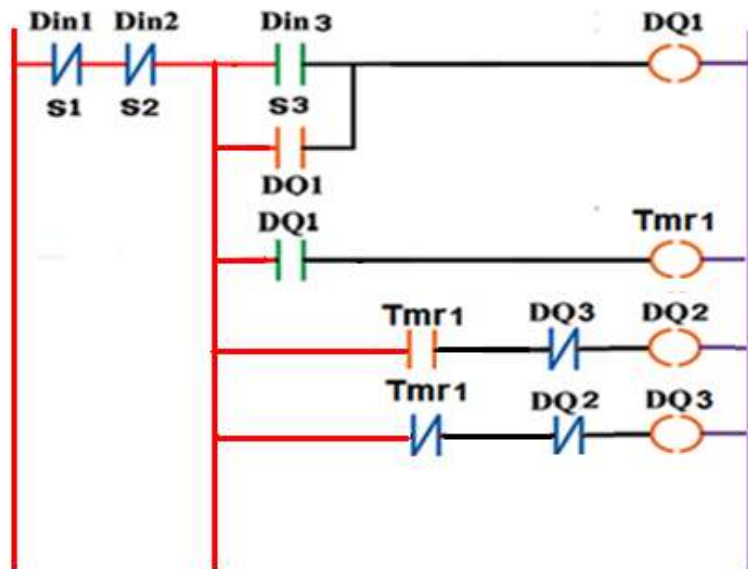 Din1 Din2 Din3 DQ1
S1 S2 S3
DQ1
DQ1 Tmr1
Tmr1 DQ3 DQ2
Tmr1 DQ2 DQ3